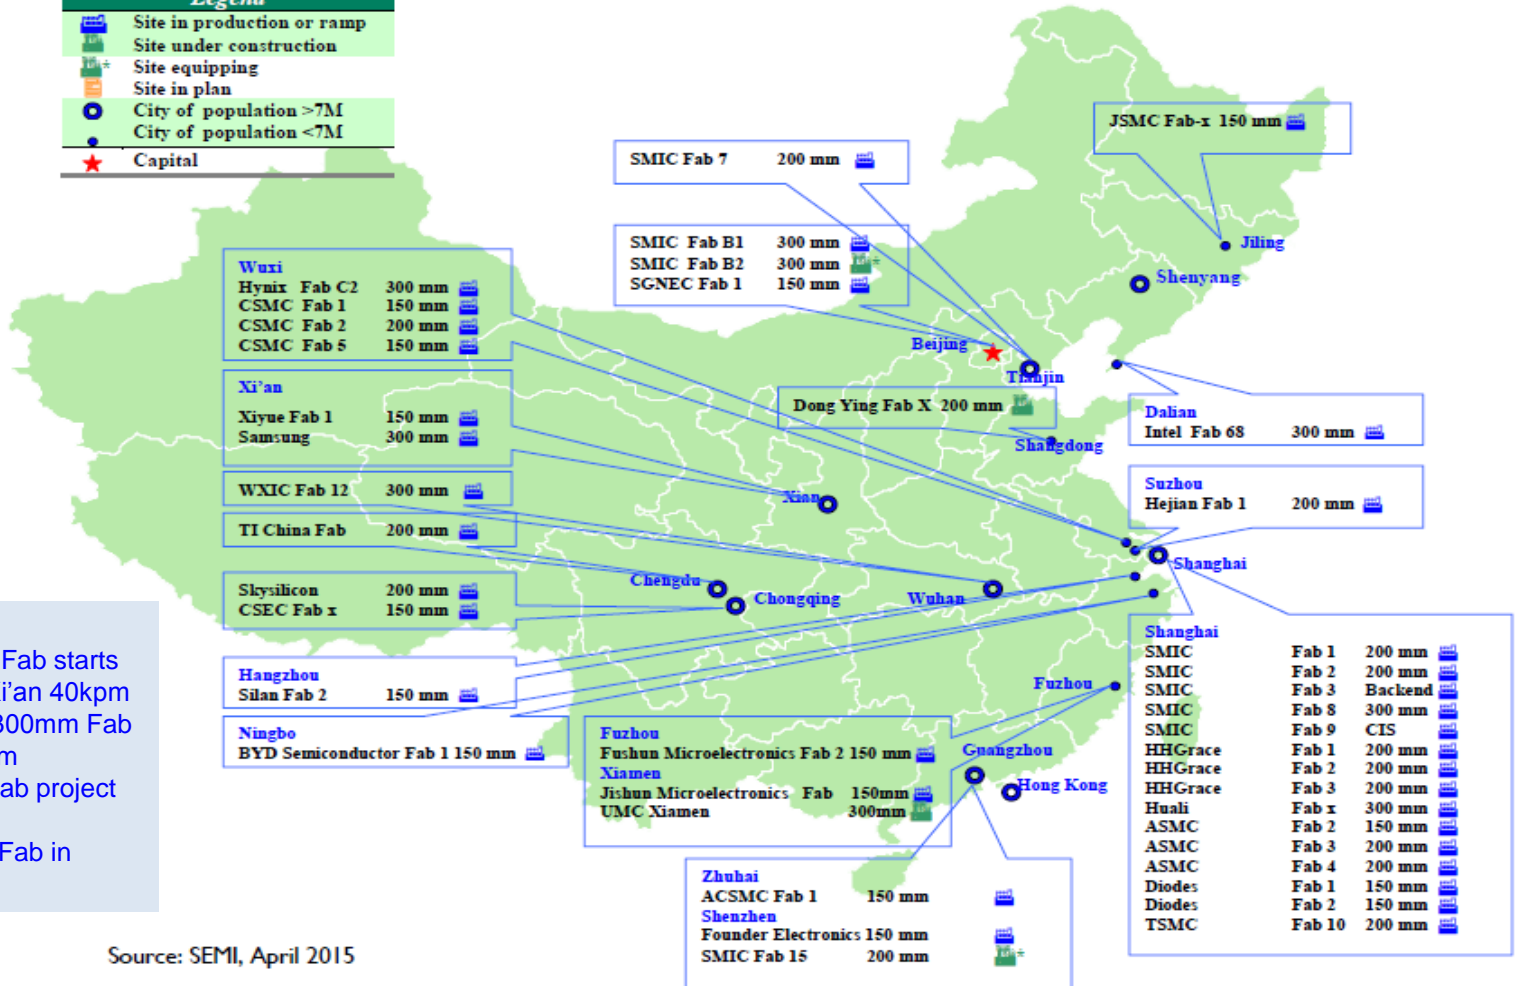 Legend
Site in production or ramp
Site under construction
* Site equipping
Site in plan
City of population >7M
City of population <7M
Capital
JSMC Fab-x 150 mm
SMIC Fab 7 200 mm
SMIC Fab B1 300 mm
SMIC Fab B2 300 mm *
SGNEC Fab 1 150 mm
Jiling
Shenyang
Beijing
Tianjin
Wuxi
Hynix Fab C2 300 mm
CSMC Fab 1 150 mm
CSMC Fab 2 200 mm
CSMC Fab 5 150 mm
Xi’an
Xiyue Fab 1 150 mm
Samsung 300 mm
WXIC Fab 12 300 mm
TI China Fab 200 mm
Skysilicon 200 mm
CSEC Fab x 150 mm
Hangzhou
Silan Fab 2 150 mm
Ningbo
BYD Semiconductor Fab 1 150 mm
Dong Ying Fab X 200 mm
Shangdong
Dalian
Intel Fab 68 300 mm
Suzhou
Hejian Fab 1 200 mm
Xian
Shanghai
Chengdu
Chongqing
Wuhan
Fuzhou
Guangzhou
Hong Kong
Fuzhou
Fushun Microelectronics Fab 2 150 mm
Xiamen
Jishun Microelectronics Fab 150mm
UMC Xiamen 300mm
Zhuhai
ACSMC Fab 1 150 mm
Shenzhen
Founder Electronics 150 mm
SMIC Fab 15 200 mm *
Shanghai
SMIC Fab 1 200 mm
SMIC Fab 2 200 mm
SMIC Fab 3 Backend
SMIC Fab 8 300 mm
SMIC Fab 9 CIS
HHGrace Fab 1 200 mm
HHGrace Fab 2 200 mm
HHGrace Fab 3 200 mm
Huali Fab x 300 mm
ASMC Fab 2 150 mm
ASMC Fab 3 200 mm
ASMC Fab 4 200 mm
Diodes Fab 1 150 mm
Diodes Fab 2 150 mm
TSMC Fab 10 200 mm
Fab starts
40kpm
300mm Fab
project
Fab in
Source: SEMI, April 2015